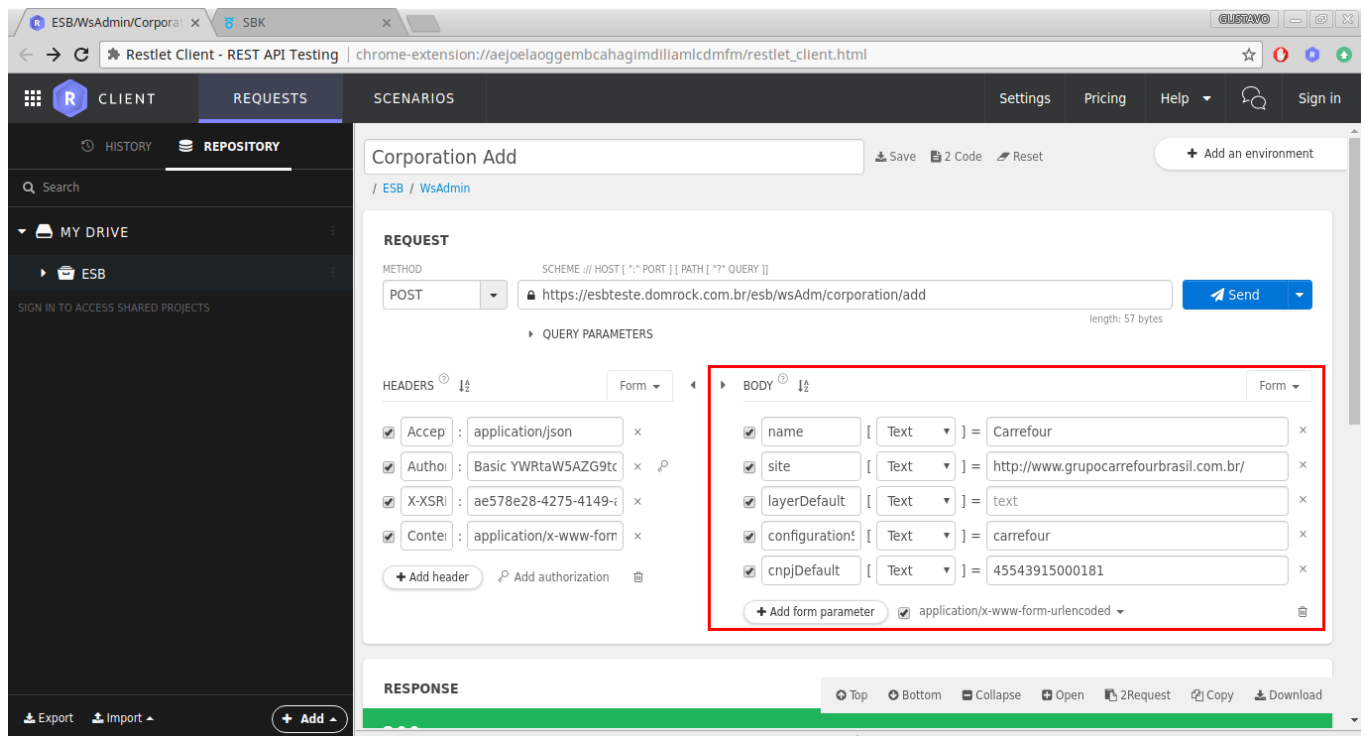 ESB/WsAdmin/Corporat
SBK
GUSTAVO
Restlet Client - REST API Testing
chrome-extension://aejoelaoggembcahagimdiliamlcdmfm/restlet_client.html
R CLIENT
REQUESTS
SCENARIOS
Settings
Pricing
Help
Sign in
HISTORY
REPOSITORY
Search
MY DRIVE
ESB
SIGN IN TO ACCESS SHARED PROJECTS
Corporation Add
Save
2 Code
Reset
+ Add an environment
/ ESB / WsAdmin
REQUEST
METHOD
SCHEME :// HOST [ ":" PORT ] [ PATH [ "?" QUERY ]]
POST
https://esbteste.domrock.com.br/esb/wsAdm/corporation/add
Send
length: 57 bytes
QUERY PARAMETERS
HEADERS ?
Form
Accep : application/json ×
Autho : Basic YWRtaW5AZG9tc ×
X-XSRI : ae578e28-4275-4149-a ×
Conte : application/x-www-forn ×
+ Add header
Add authorization
BODY ?
Form
name [ Text ] = Carrefour ×
site [ Text ] = http://www.grupocarrefourbrasil.com.br/ ×
layerDefault [ Text ] = text ×
configurationS [ Text ] = carrefour ×
cnpjDefault [ Text ] = 45543915000181 ×
+ Add form parameter
application/x-www-form-urlencoded
RESPONSE
Top
Bottom
Collapse
Open
2Request
Copy
Download
Export
Import
+ Add